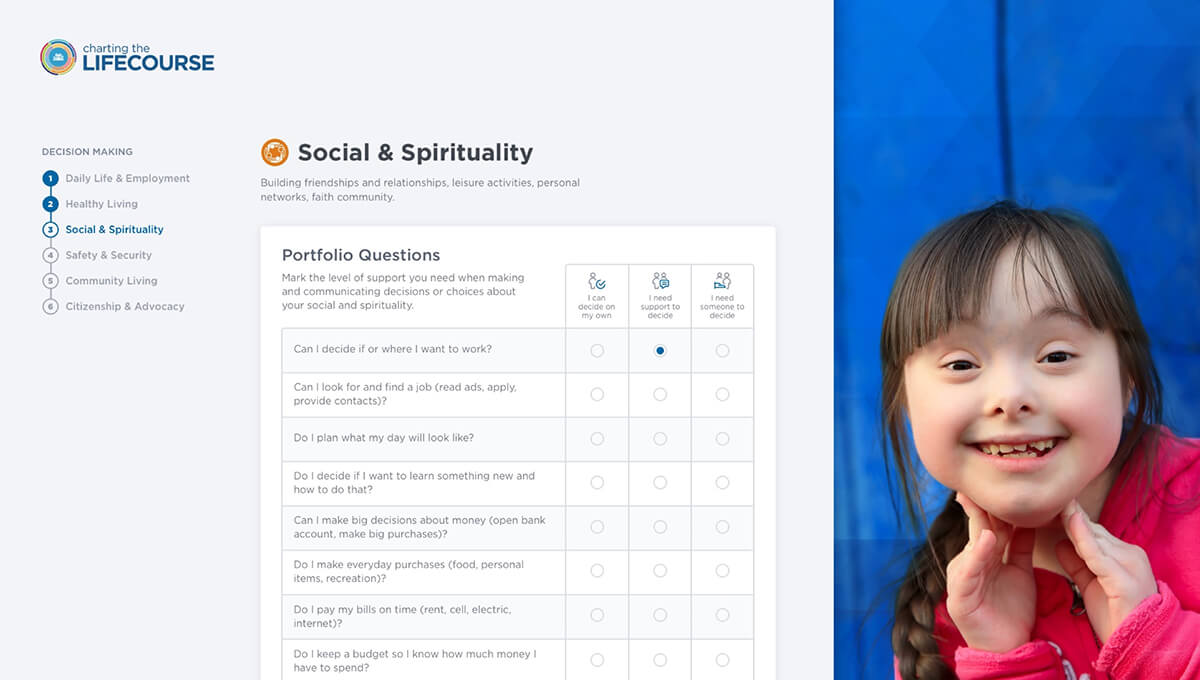 charting the
LIFECOURSE
DECISION MAKING
1 Daily Life & Employment
2 Healthy Living
3 Social & Spirituality
4 Safety & Security
5 Community Living
6 Citizenship & Advocacy
Social & Spirituality
Building friendships and relationships, leisure activities, personal
networks, faith community.
Portfolio Questions
Mark the level of support you need when making
and communicating decisions or choices about
your social and spirituality.
I can
decide on
my own
I need
support to
decide
I need
someone to
decide
Can I decide if or where I want to work?
Can I look for and find a job (read ads, apply,
provide contacts)?
Do I plan what my day will look like?
Do I decide if I want to learn something new and
how to do that?
Can I make big decisions about money (open bank
account, make big purchases)?
Do I make everyday purchases (food, personal
items, recreation)?
Do I pay my bills on time (rent, cell, electric,
internet)?
Do I keep a budget so I know how much money I
have to spend?